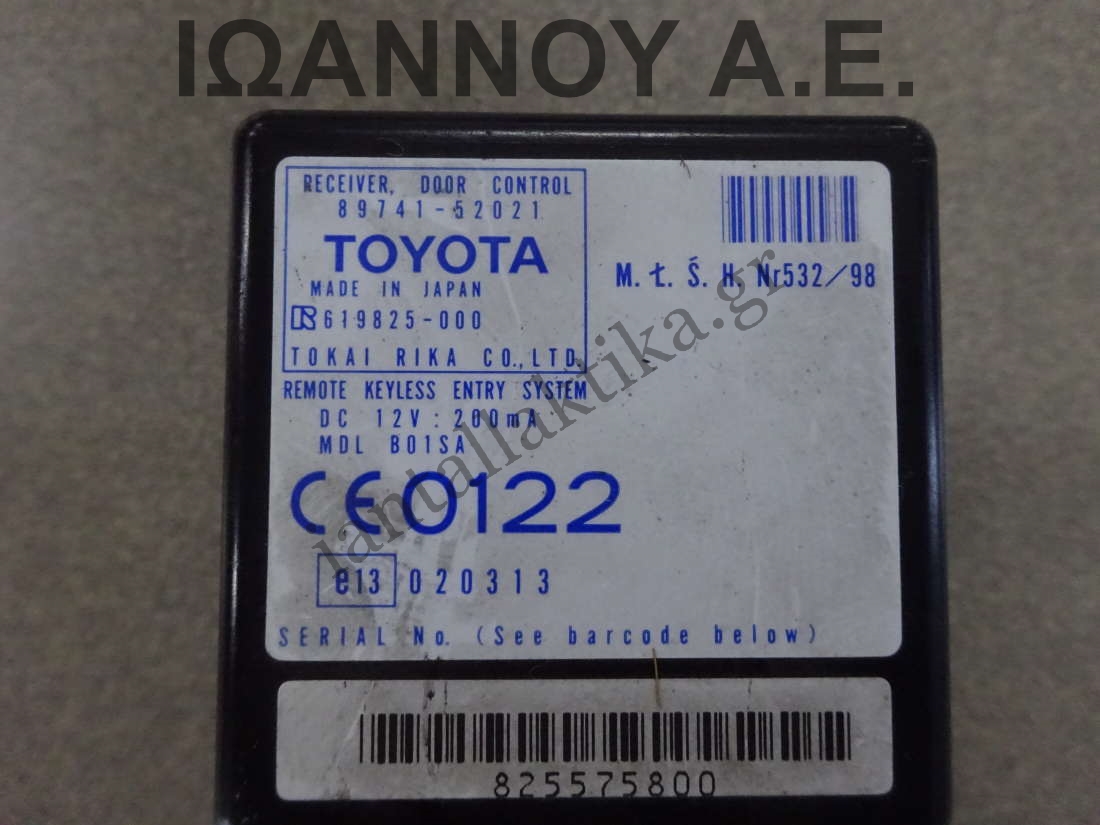 ΙΩΑΝΝΟΥ Α.Ε.
RECEIVER, DOOR CONTROL
89741-52021
TOYOTA
MADE IN JAPAN
R 619825-000
TOKAI RIKA CO.,LTD.
M. Ł. Ś. H. Nr532/98
REMOTE KEYLESS ENTRY SYSTEM
DC 12V : 200mA
MDL B01SA
CE0122
e13 020313
SERIAL No. (See barcode below)
825575800
iantallaktika.gr